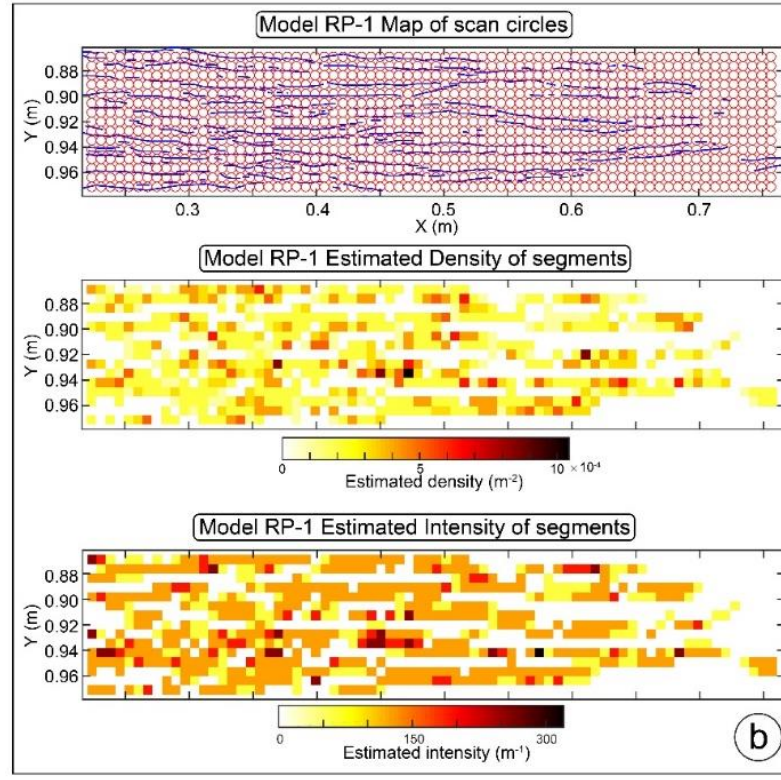 Model RP-1 Map of scan circles
Y (m)
0.88
0.90
0.92
0.94
0.96
0.3
0.4
0.5
0.6
0.7
X (m)
Model RP-1 Estimated Density of segments
Y (m)
0.88
0.90
0.92
0.94
0.96
0
5
10 × 10⁻⁴
Estimated density (m⁻²)
Model RP-1 Estimated Intensity of segments
Y (m)
0.88
0.90
0.92
0.94
0.96
0
150
300
Estimated intensity (m⁻¹)
b